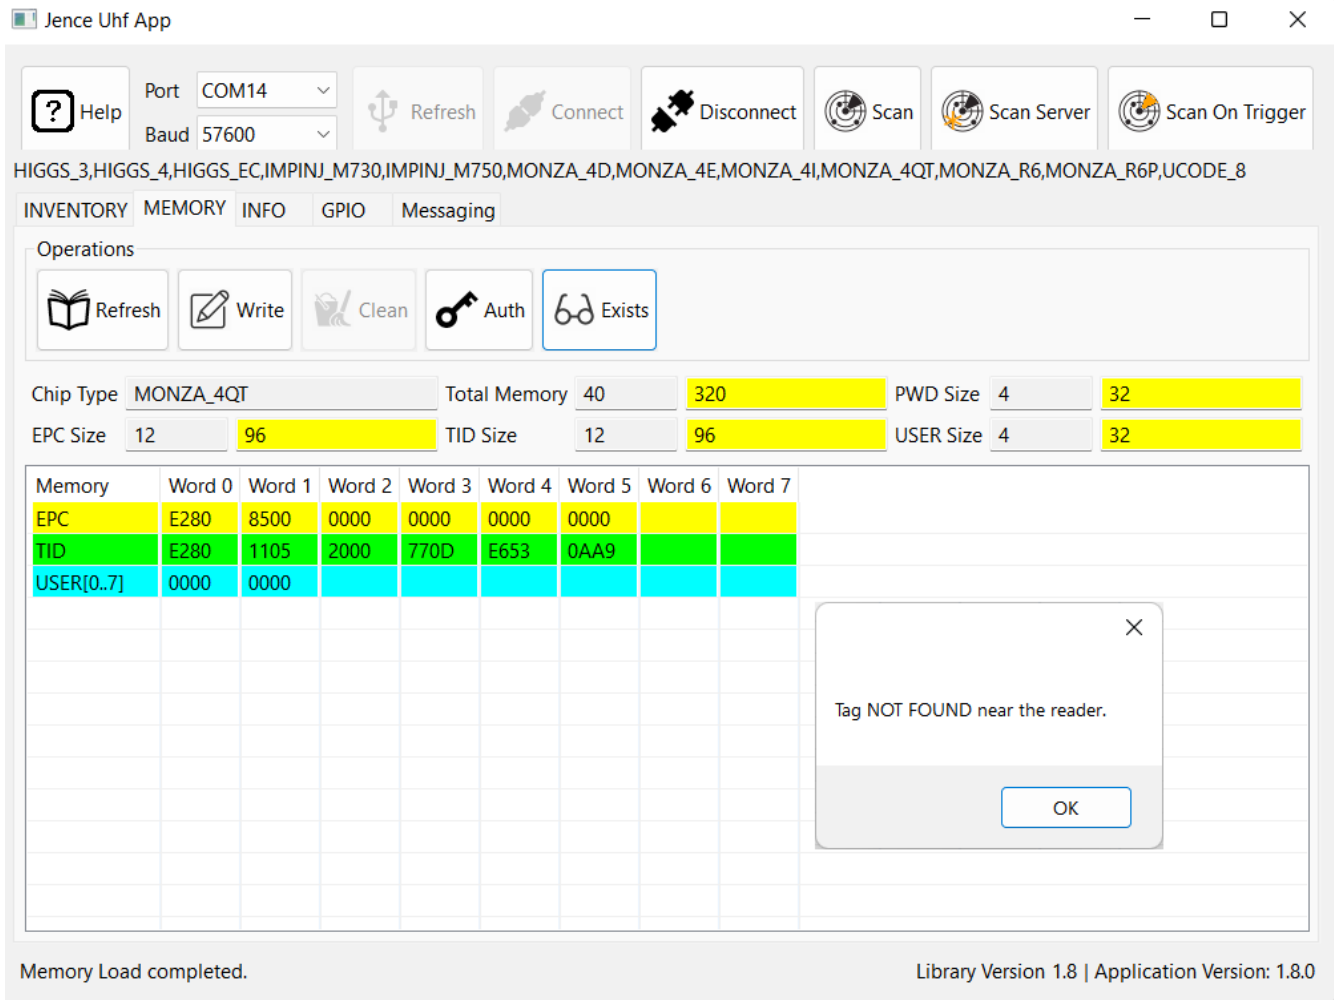 Jence Uhf App
Help
Port COM14
Baud 57600
Refresh
Connect
Disconnect
Scan
Scan Server
Scan On Trigger
HIGGS_3,HIGGS_4,HIGGS_EC,IMPINJ_M730,IMPINJ_M750,MONZA_4D,MONZA_4E,MONZA_4I,MONZA_4QT,MONZA_R6,MONZA_R6P,UCODE_8
INVENTORY MEMORY INFO GPIO Messaging
Operations
Refresh Write Clean Auth Exists
Chip Type MONZA_4QT Total Memory 40 320 PWD Size 4 32
EPC Size 12 96 TID Size 12 96 USER Size 4 32
Memory Word 0 Word 1 Word 2 Word 3 Word 4 Word 5 Word 6 Word 7
EPC E280 8500 0000 0000 0000 0000
TID E280 1105 2000 770D E653 0AA9
USER[0..7] 0000 0000
Tag NOT FOUND near the reader.
OK
Memory Load completed.
Library Version 1.8 | Application Version: 1.8.0